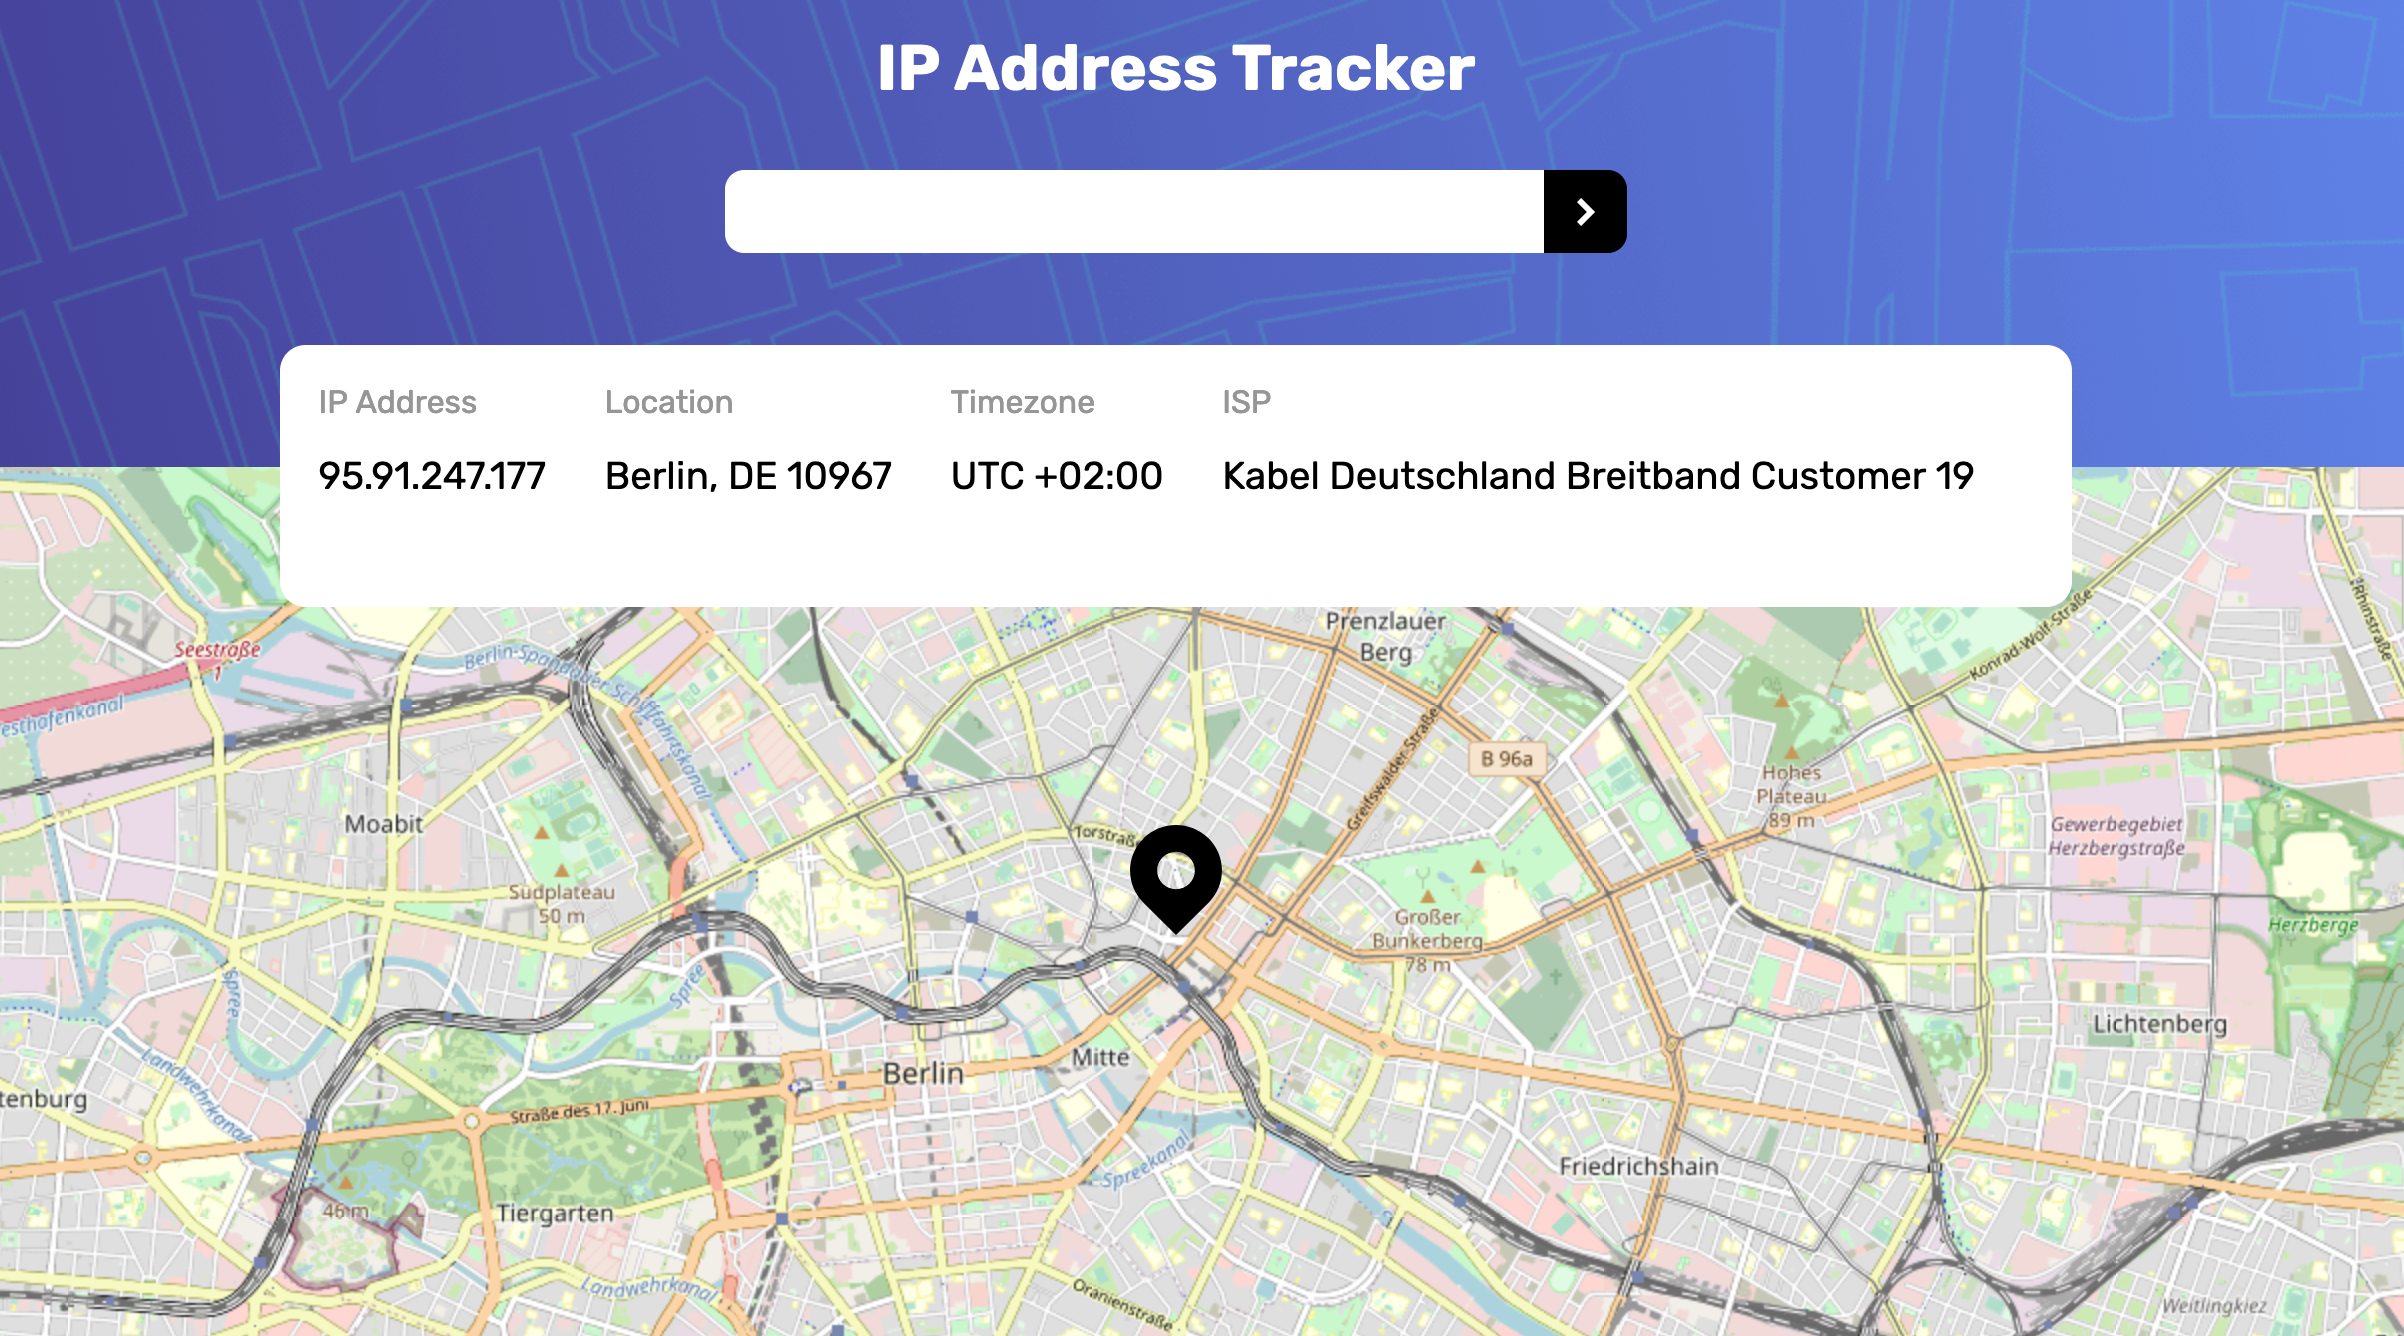 IP Address Tracker
IP Address
Location
Timezone
ISP
95.91.247.177
Berlin, DE 10967
UTC +02:00
Kabel Deutschland Breitband Customer 19
Prenzlauer
Berg
Seestraße
1
Berlin-Spandauer-Schifffahrtskanal
Konrad-Wolf-Straße
Rhinstraße
esthofenkanal
B 96a
Greifswalder Straße
Hohes
Plateau
89 m
Moabit
Torstraße
Gewerbegebiet
Herzbergstraße
Südplateau
50 m
Großer
Bunkerberg
78 m
Herzberge
Spree
Spree
Lichtenberg
Landwehrkanal
Mitte
Berlin
tenburg
Straße des 17. Juni
Spreekanal
Friedrichshain
46 m
Tiergarten
Landwehrkanal
Oranienstraße
Weitlingkiez